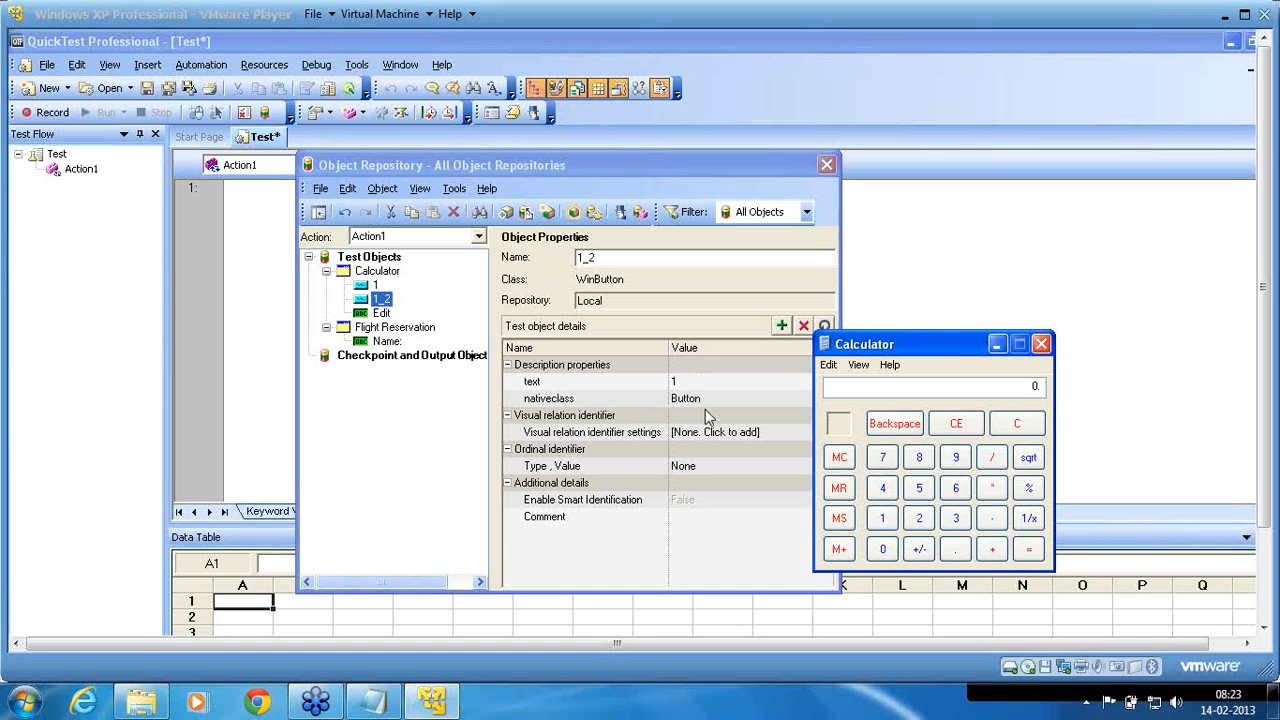 Windows XP Professional - VMware Player File Virtual Machine Help
QuickTest Professional - [Test*]
File Edit View Insert Automation Resources Debug Tools Window Help
New Open
Record Run Stop
Test Flow
Start Page Test*
Test
Action1
Action1
1:
Object Repository - All Object Repositories
File Edit Object View Tools Help
Filter: All Objects
Action: Action1
Object Properties
Test Objects
Calculator
1
1_2
Edit
Flight Reservation
Name:
Checkpoint and Output Object
Name: 1_2
Class: WinButton
Repository: Local
Test object details
Name Value
Description properties
text 1
nativeclass Button
Visual relation identifier
Visual relation identifier settings [None. Click to add]
Ordinal identifier
Type , Value None
Additional details
Enable Smart Identification False
Comment
Calculator
Edit View Help
0.
Backspace CE C
MC 7 8 9 / sqrt
MR 4 5 6 * %
MS 1 2 3 - 1/x
M+ 0 +/- . + =
Keyword V
Data Table
A1
A K L M N O P Q
1
2
3
vmware
08:23
14-02-2013